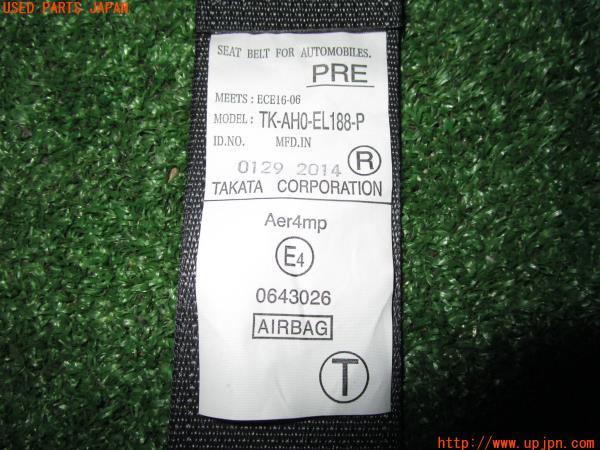 USED PARTS JAPAN
SEAT BELT FOR AUTOMOBILES.
PRE
MEETS : ECE16-06
MODEL : TK-AH0-EL188-P
ID.NO. MFD.IN
0129 2014 R
TAKATA CORPORATION
Aer4mp
E4
0643026
AIRBAG
T
http://www.upjpn.com/